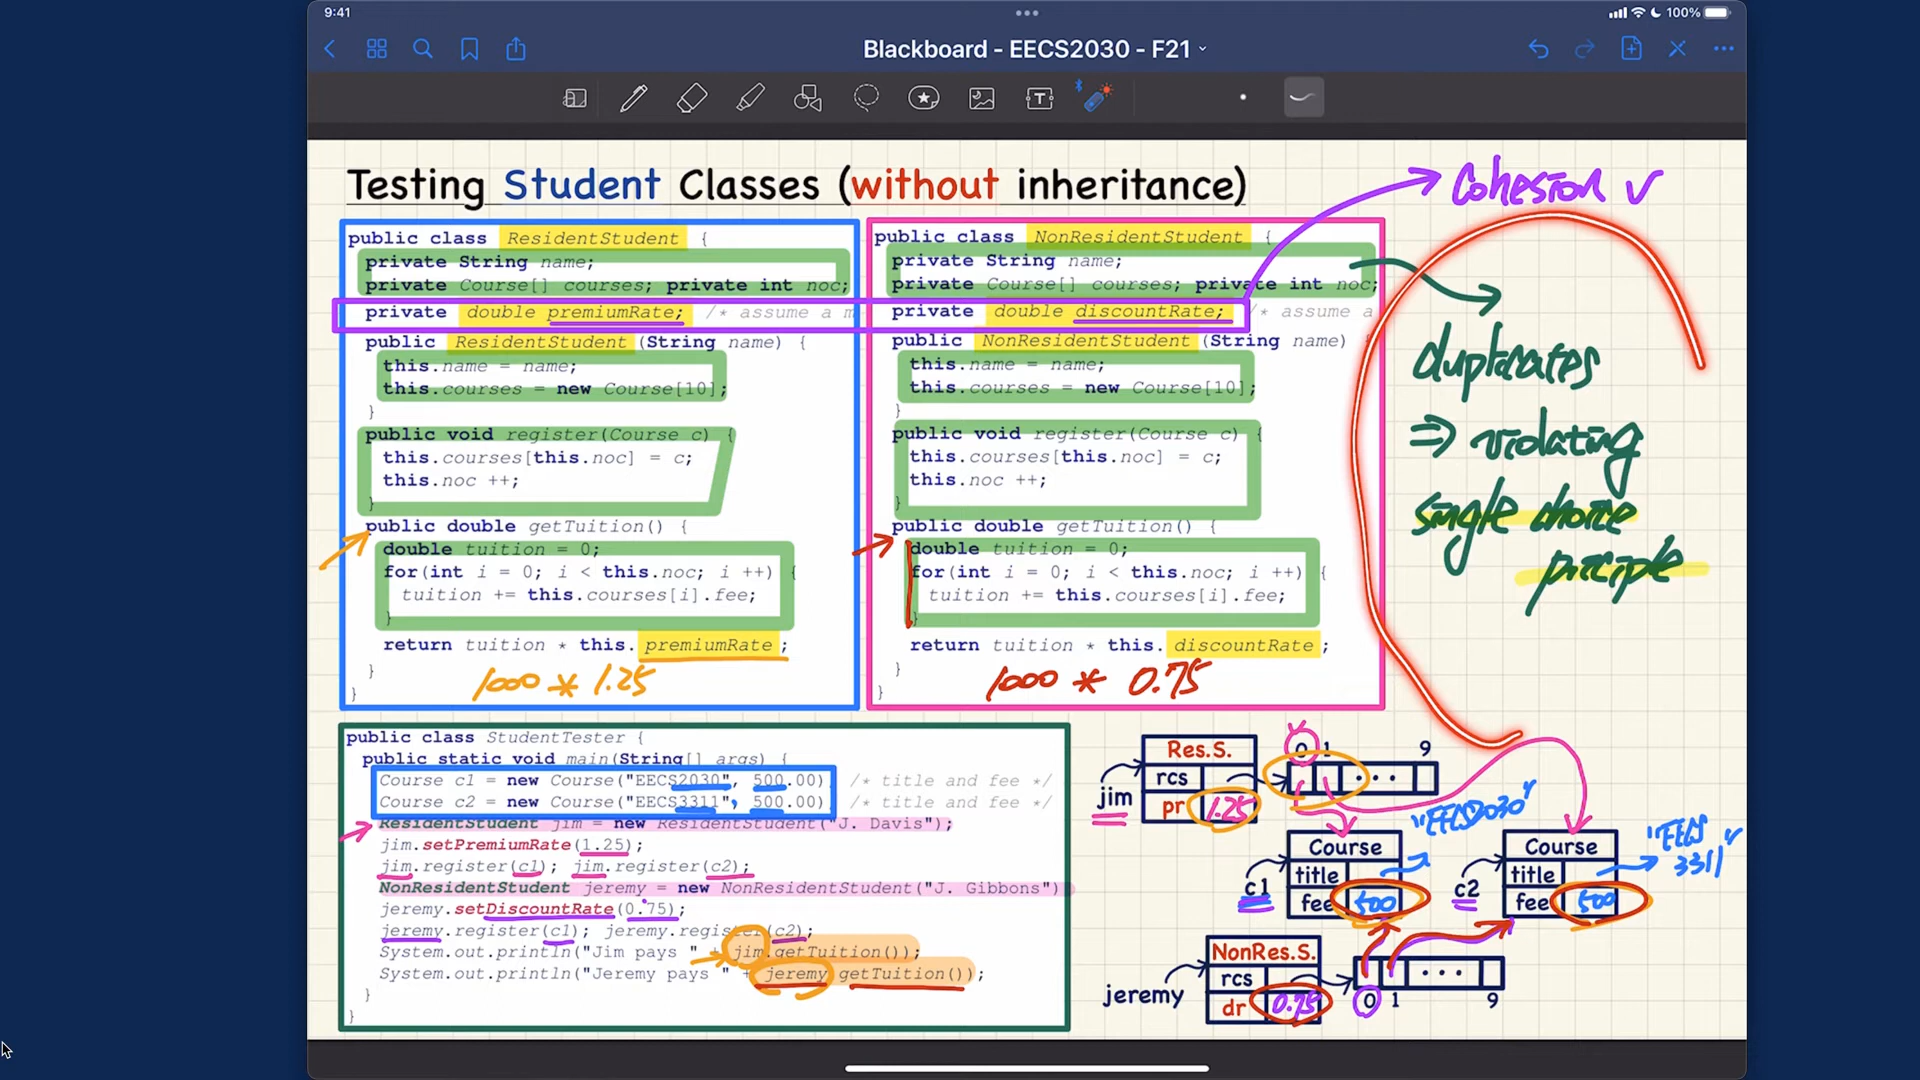 9:41
100%
Blackboard - EECS2030 - F21
Testing Student Classes (without inheritance)
Cohesion ✓
public class ResidentStudent {
private String name;
private Course[] courses; private int noc;
private double premiumRate; /* assume a m
public ResidentStudent (String name) {
this.name = name;
this.courses = new Course[10];
}
public void register(Course c) {
this.courses[this.noc] = c;
this.noc ++;
}
public double getTuition() {
double tuition = 0;
for(int i = 0; i < this.noc; i ++) {
tuition += this.courses[i].fee;
}
return tuition * this. premiumRate ;
1000 * 1.25
}
}
public class NonResidentStudent {
private String name;
private Course[] courses; private int noc;
private double discountRate; /* assume a
public NonResidentStudent (String name) {
this.name = name;
this.courses = new Course[10];
}
public void register(Course c) {
this.courses[this.noc] = c;
this.noc ++;
}
public double getTuition() {
double tuition = 0;
for(int i = 0; i < this.noc; i ++) {
tuition += this.courses[i].fee;
}
return tuition * this. discountRate ;
}
1000 * 0.75
}
duplicates
⇒ violating
single choice
principle
public class StudentTester {
public static void main(String[] args) {
Course c1 = new Course("EECS2030", 500.00) /* title and fee */
Course c2 = new Course("EECS3311", 500.00) /* title and fee */
ResidentStudent jim = new ResidentStudent("J. Davis");
jim.setPremiumRate(1.25);
jim.register(c1); jim.register(c2);
NonResidentStudent jeremy = new NonResidentStudent("J. Gibbons")
jeremy.setDiscountRate(0.75);
jeremy.register(c1); jeremy.register(c2);
System.out.println("Jim pays " + jim.getTuition());
System.out.println("Jeremy pays " + jeremy getTuition());
}
}
Res.S.
0 1 9
rcs
jim
pr 1.25
"EECS2030"
Course
title
c1
fee 500
Course
title
c2
fee 500
"EECS
3311"
NonRes.S.
rcs
jeremy
dr 0.75
0 1 9